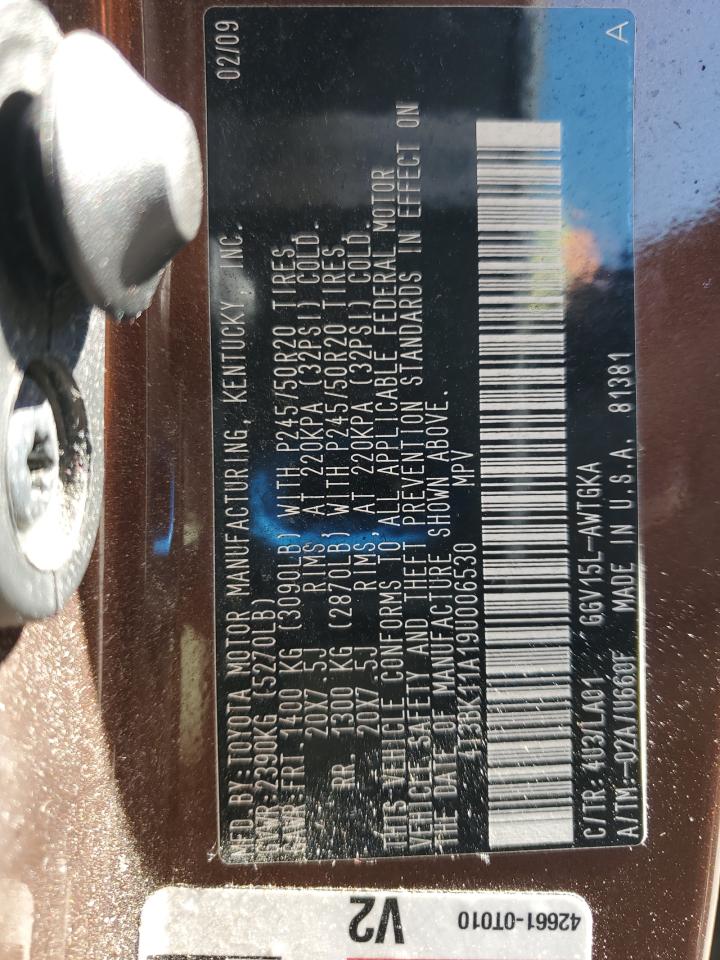 MFD.BY:TOYOTA MOTOR MANUFACTURING, KENTUCKY, INC. 02/09
GVWR:2390KG(5270LB)
GAWR FRT.1400 KG (3090LB) WITH P245/50R20 TIRES,
20X7.5J RIMS, AT 220KPA (32PSI) COLD.
RR. 1300 KG (2870LB) WITH P245/50R20 TIRES,
20X7.5J RIMS, AT 220KPA (32PSI) COLD.
THIS VEHICLE CONFORMS TO ALL APPLICABLE FEDERAL MOTOR
VEHICLE SAFETY AND THEFT PREVENTION STANDARDS IN EFFECT ON
THE DATE OF MANUFACTURE SHOWN ABOVE.
4T3BK11A19U006530 MPV
C/TR: 4U3/LA01 GGV15L-AWTGKA
A/TM:-02A/U660F MADE IN U.S.A. 81381 A
V2
42661-0T010